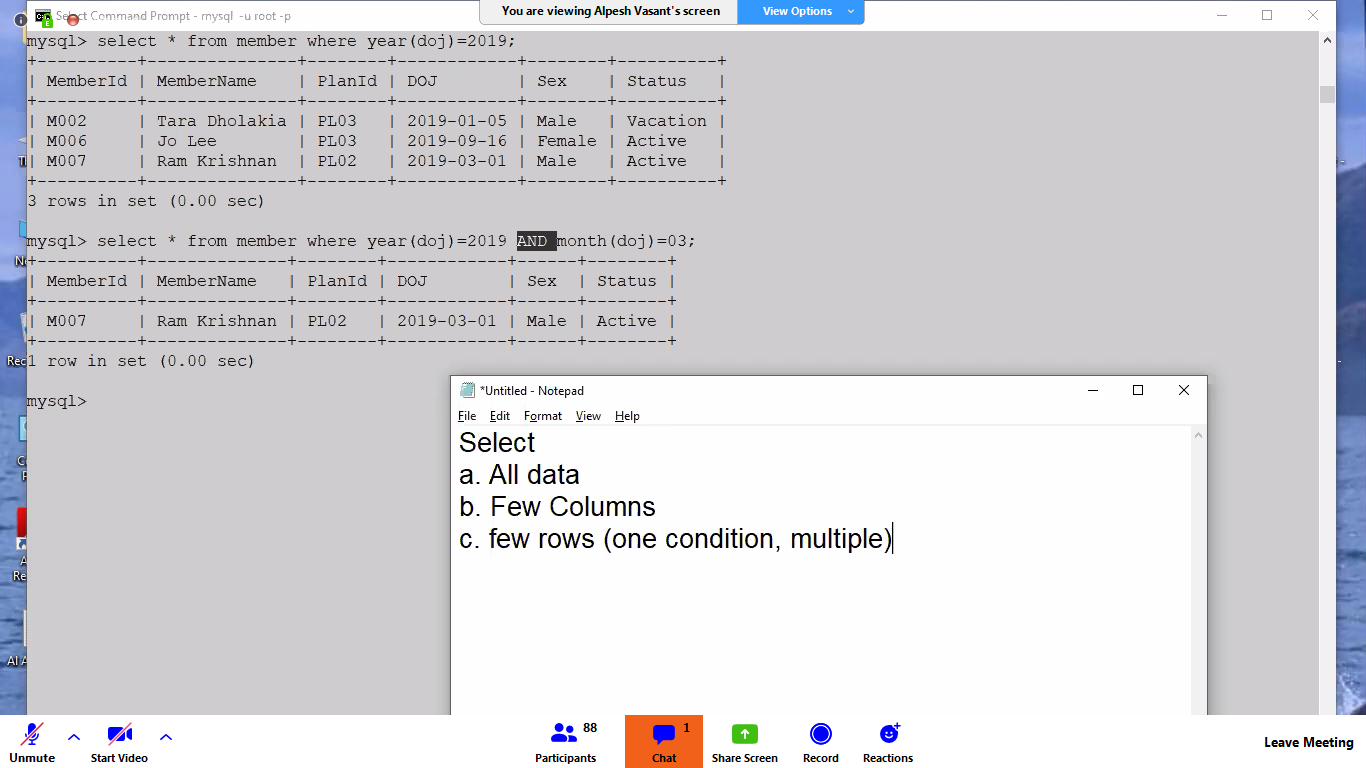 Select Command Prompt - mysql -u root -p
You are viewing Alpesh Vasant's screen
View Options
mysql> select * from member where year(doj)=2019;
+----------+---------------+--------+------------+--------+----------+
| MemberId | MemberName    | PlanId | DOJ        | Sex    | Status   |
+----------+---------------+--------+------------+--------+----------+
| M002     | Tara Dholakia | PL03   | 2019-01-05 | Male   | Vacation |
| M006     | Jo Lee        | PL03   | 2019-09-16 | Female | Active   |
| M007     | Ram Krishnan  | PL02   | 2019-03-01 | Male   | Active   |
+----------+---------------+--------+------------+--------+----------+
3 rows in set (0.00 sec)
mysql> select * from member where year(doj)=2019 AND month(doj)=03;
+----------+--------------+--------+------------+------+--------+
| MemberId | MemberName   | PlanId | DOJ        | Sex  | Status |
+----------+--------------+--------+------------+------+--------+
| M007     | Ram Krishnan | PL02   | 2019-03-01 | Male | Active |
+----------+--------------+--------+------------+------+--------+
1 row in set (0.00 sec)
mysql>
*Untitled - Notepad
File Edit Format View Help
Select
a. All data
b. Few Columns
c. few rows (one condition, multiple)
Unmute
Start Video
88
Participants
1
Chat
Share Screen
Record
Reactions
Leave Meeting